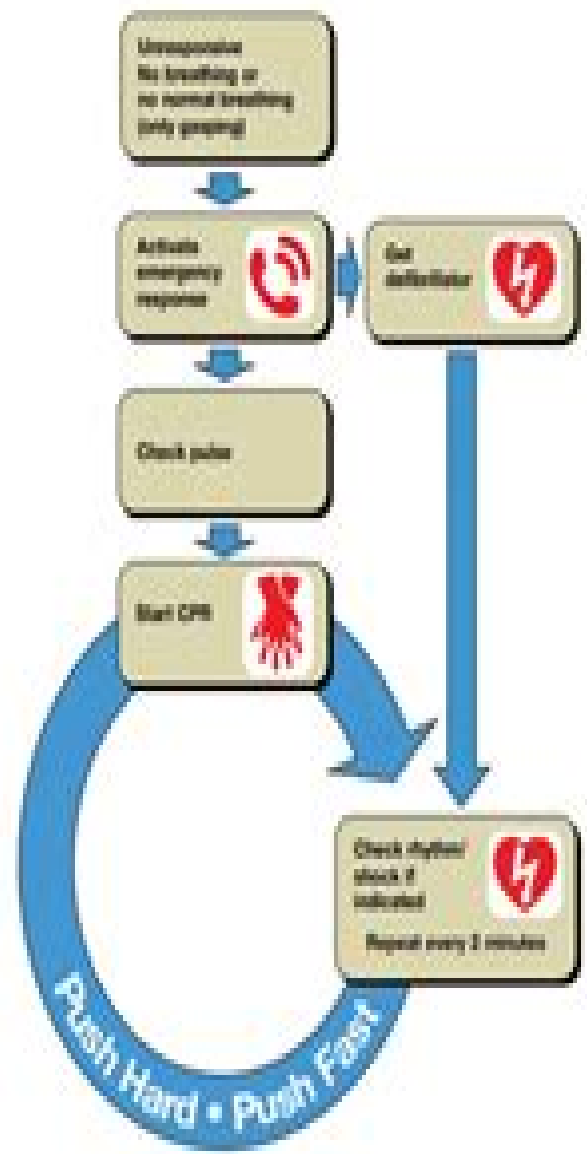 Unresponsive
No breathing or
no normal breathing
(only gasping)
Activate
emergency
response
Get
defibrillator
Check pulse
Start CPR
Check rhythm/
shock if
indicated
Repeat every 2 minutes
Push Hard • Push Fast